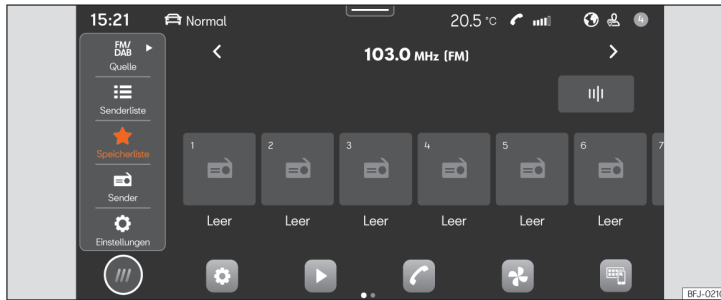 15:21 Normal 20.5 °C 4
FM/
DAB
Quelle
103.0 MHz (FM)
Senderliste
Speicherliste
1 2 3 4 5 6 7
Leer Leer Leer Leer Leer Leer
Sender
Einstellungen
BFJ-0210